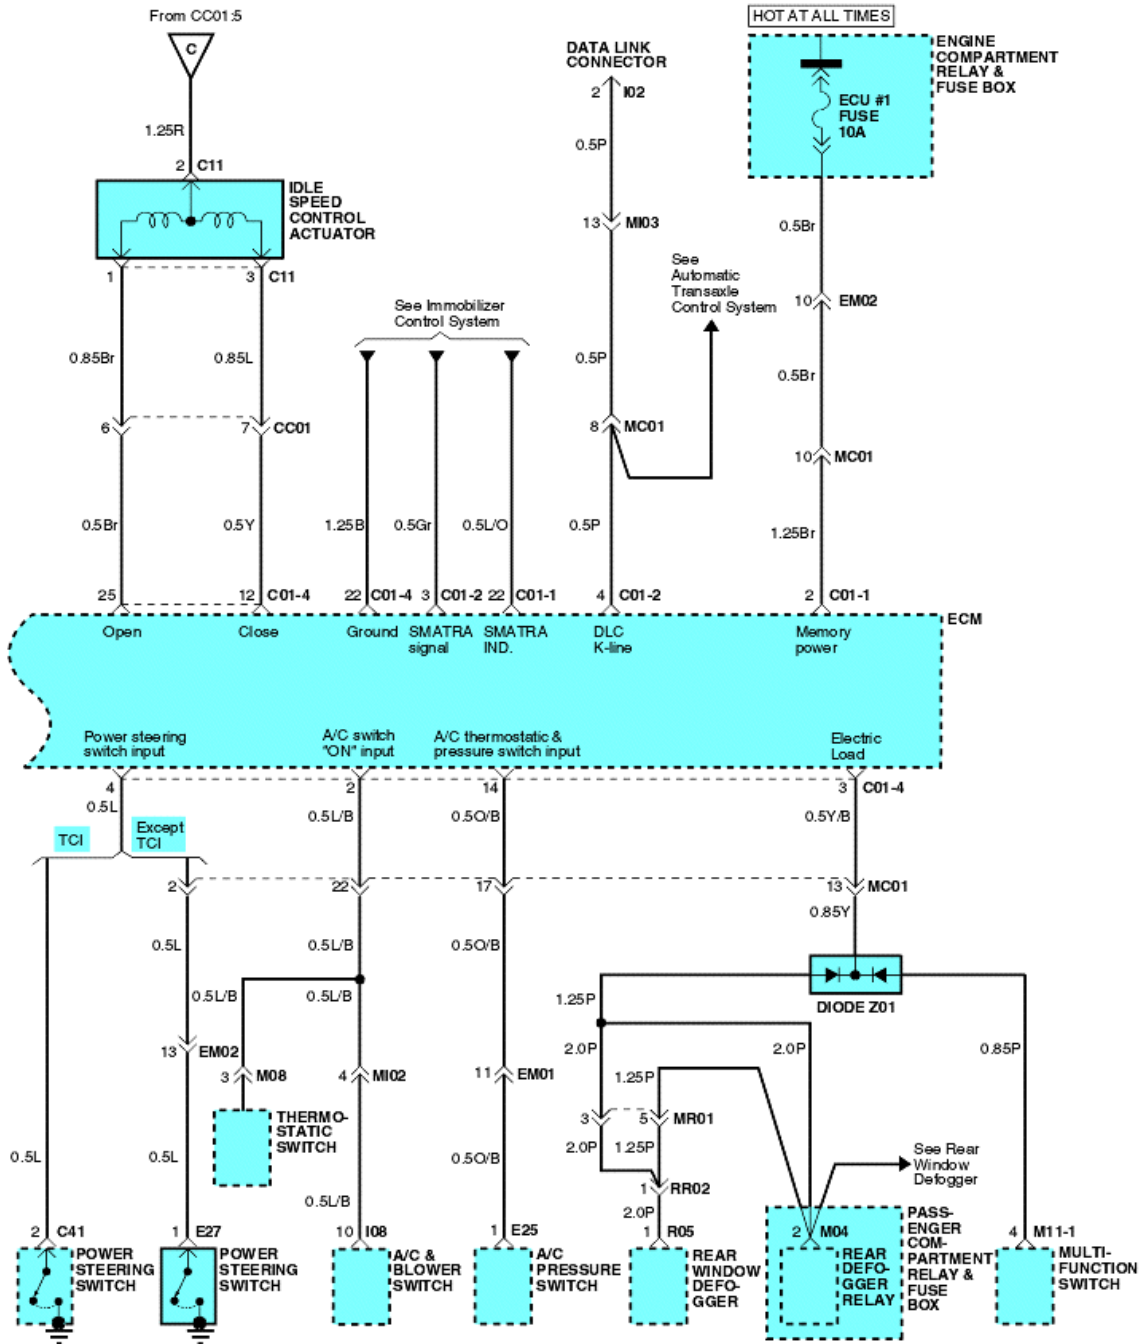 From CC01:5
HOT AT ALL TIMES
C
DATA LINK
CONNECTOR
ENGINE
COMPARTMENT
RELAY &
FUSE BOX
2 I02
ECU #1
FUSE
10A
1.25R
0.5P
2 C11
IDLE
SPEED
CONTROL
ACTUATOR
13 MI03
0.5Br
1
3 C11
See
Automatic
Transaxle
Control System
See Immobilizer
Control System
10 EM02
0.85Br
0.85L
0.5P
0.5Br
6
7 CC01
8 MC01
10 MC01
0.5Br
0.5Y
1.25B
0.5Gr
0.5L/O
0.5P
1.25Br
25
12 C01-4
22 C01-4
3 C01-2
22 C01-1
4 C01-2
2 C01-1
ECM
Open
Close
Ground
SMATRA
signal
SMATRA
IND.
DLC
K-line
Memory
power
Power steering
switch input
A/C switch
"ON" input
A/C thermostatic &
pressure switch input
Electric
Load
4
2
14
3 C01-4
0.5L
0.5L/B
0.5O/B
0.5Y/B
TCI
Except
TCI
2
22
17
13 MC01
0.85Y
0.5L
0.5L/B
0.5O/B
DIODE Z01
0.5L/B
0.5L/B
1.25P
13 EM02
2.0P
2.0P
0.85P
3 M08
4 MI02
11 EM01
1.25P
THERMO-
STATIC
SWITCH
3
5 MR01
2.0P
1.25P
0.5L
0.5L
0.5O/B
See Rear
Window
Defogger
1 RR02
0.5L/B
2.0P
2 C41
1 E27
10 I08
1 E25
1 R05
2 M04
4 M11-1
POWER
STEERING
SWITCH
POWER
STEERING
SWITCH
A/C &
BLOWER
SWITCH
A/C
PRESSURE
SWITCH
REAR
WINDOW
DEFO-
GGER
REAR
DEFO-
GGER
RELAY
PASS-
ENGER
COM-
PARTMENT
RELAY &
FUSE
BOX
MULTI-
FUNCTION
SWITCH